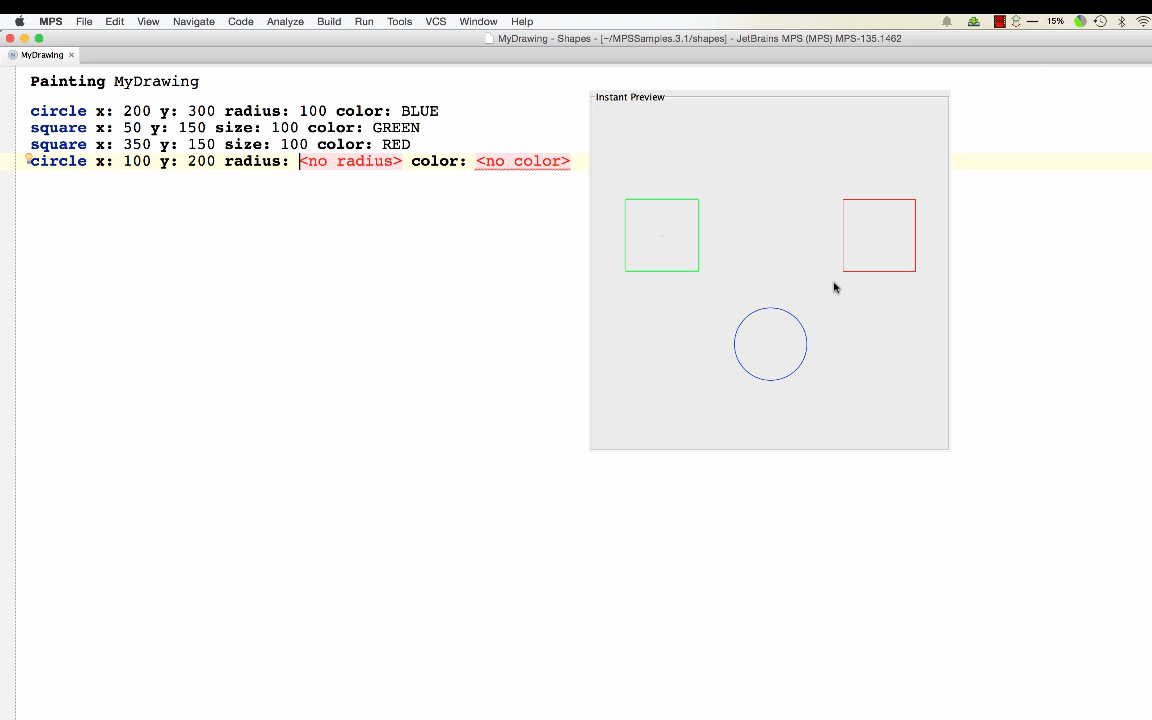 MPS File Edit View Navigate Code Analyze Build Run Tools VCS Window Help 15%
MyDrawing - Shapes - [~/MPSSamples.3.1/shapes] - JetBrains MPS (MPS) MPS-135.1462
N MyDrawing ×
Painting MyDrawing
circle x: 200 y: 300 radius: 100 color: BLUE
square x: 50 y: 150 size: 100 color: GREEN
square x: 350 y: 150 size: 100 color: RED
circle x: 100 y: 200 radius: <no radius> color: <no color>
Instant Preview